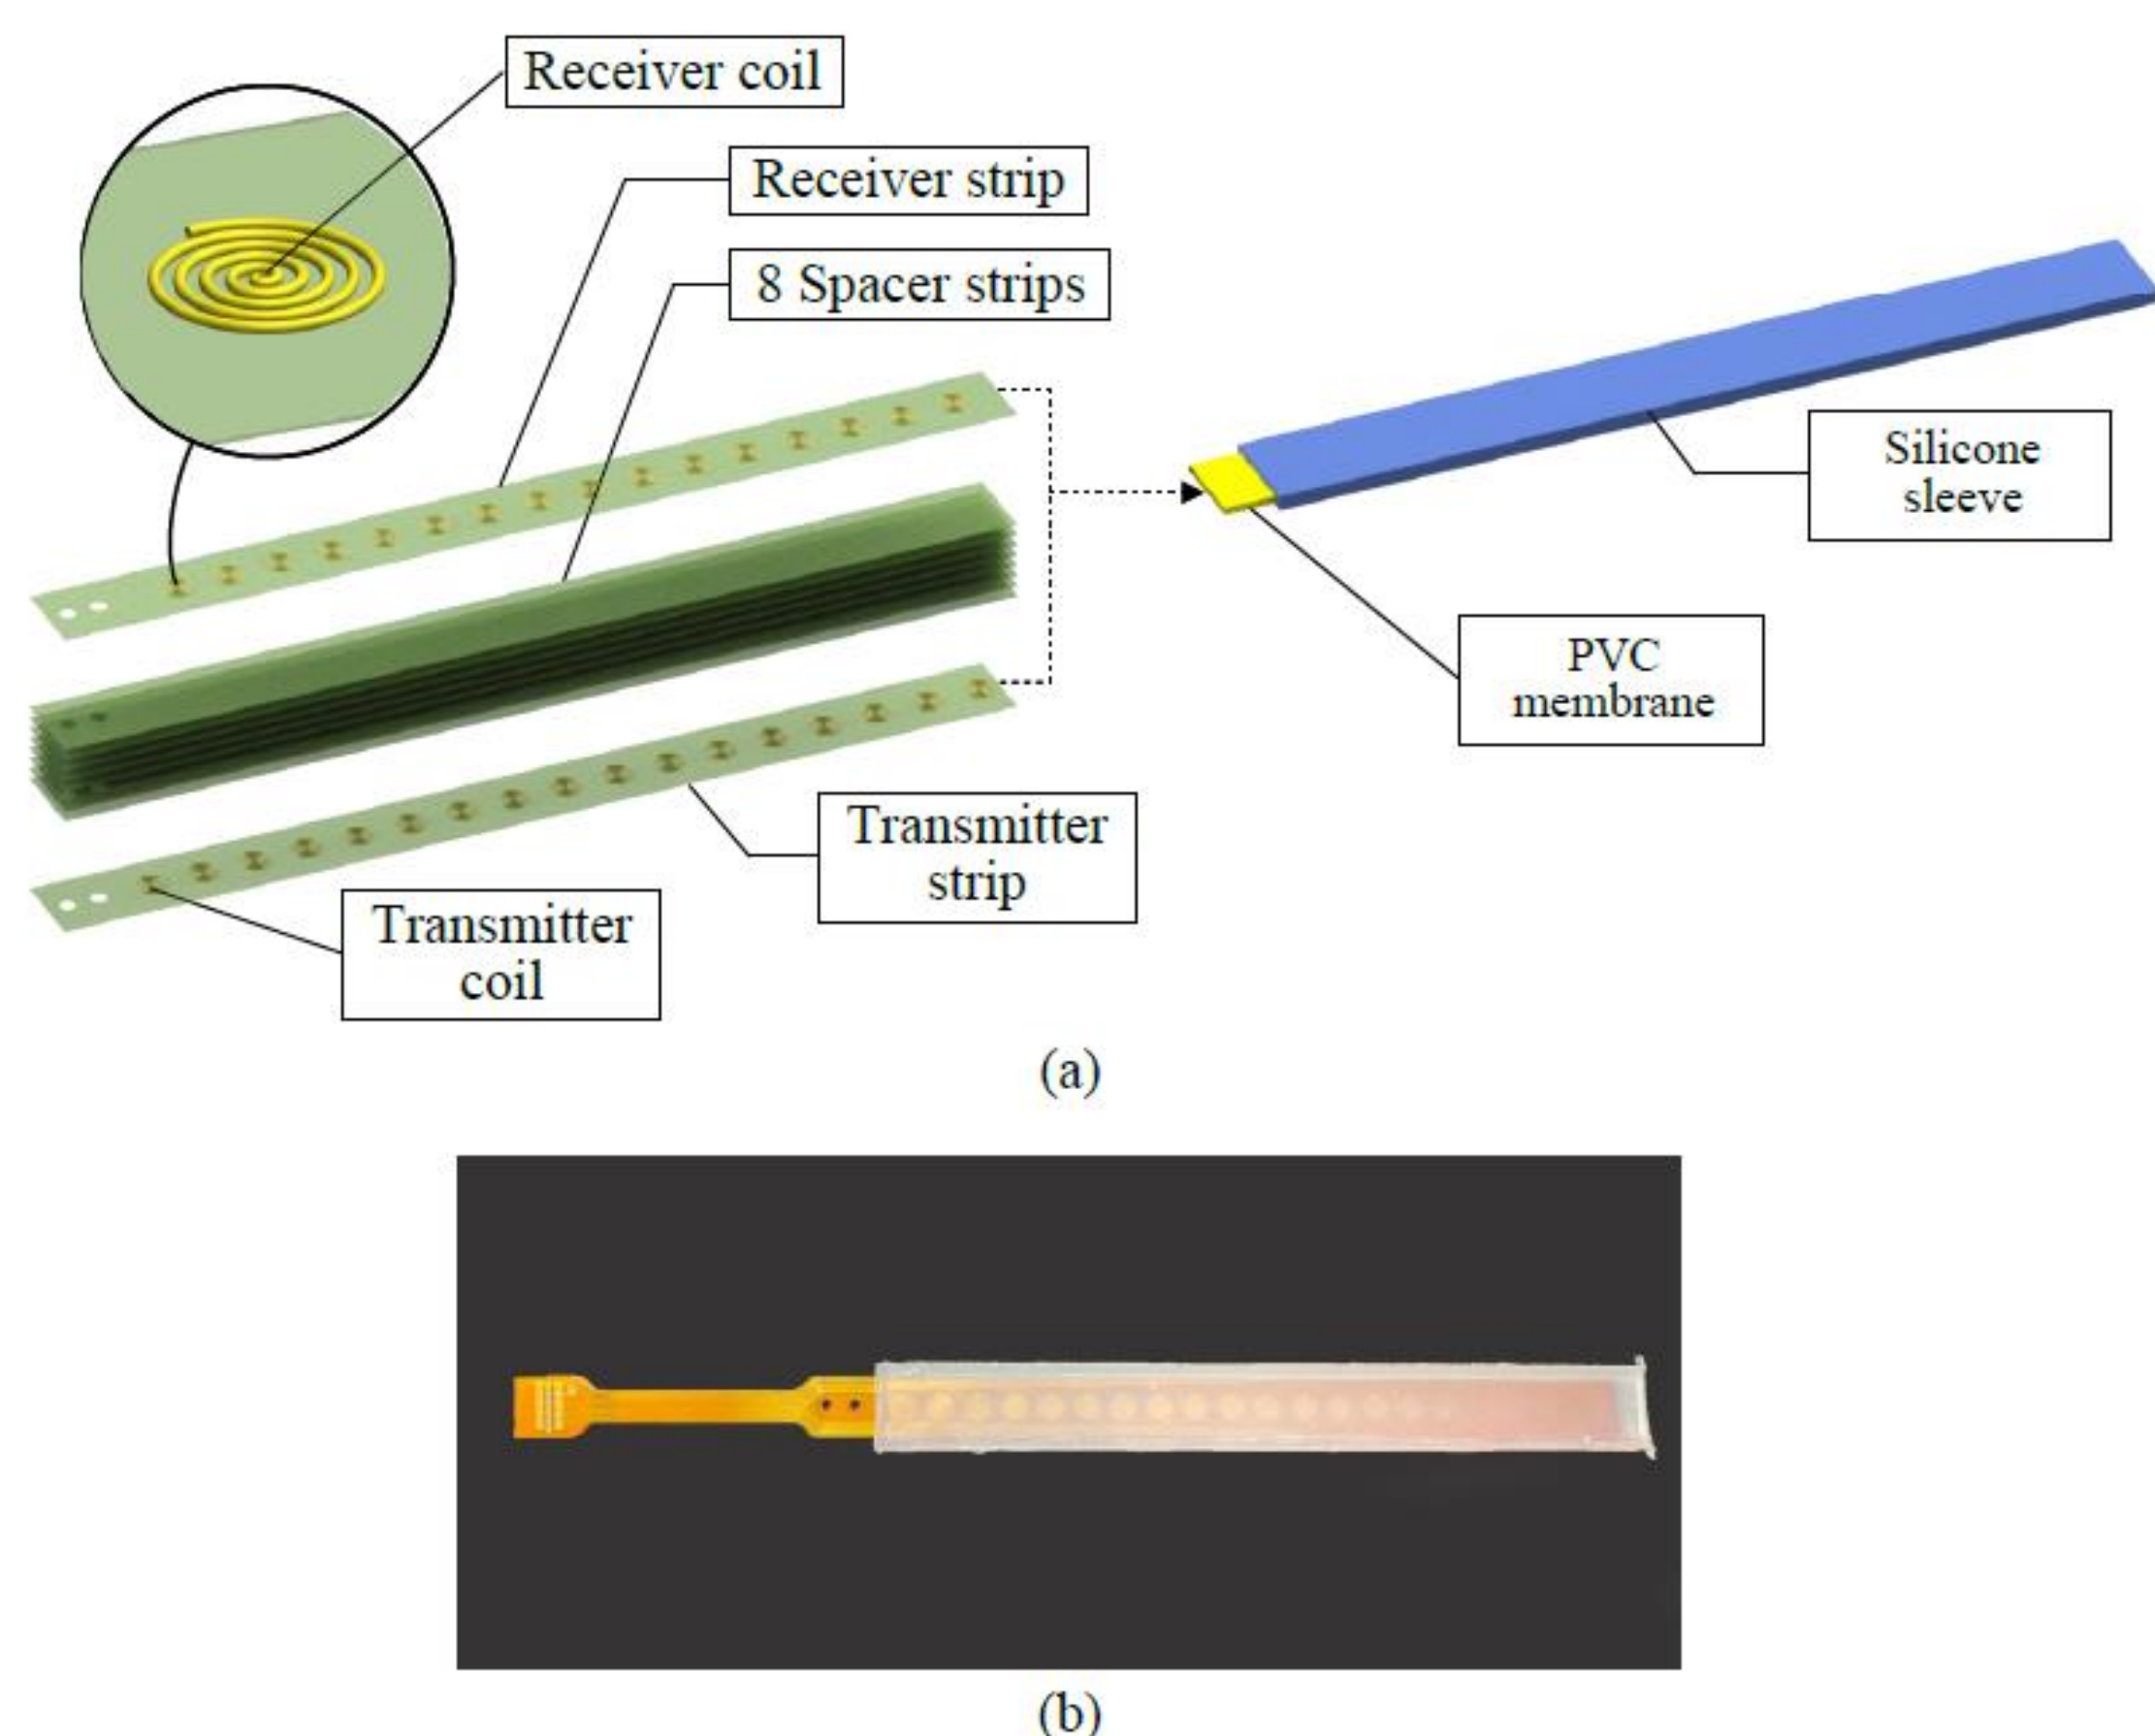 Receiver coil
Receiver strip
8 Spacer strips
Silicone
sleeve
PVC
membrane
Transmitter
strip
Transmitter
coil
(a)
(b)